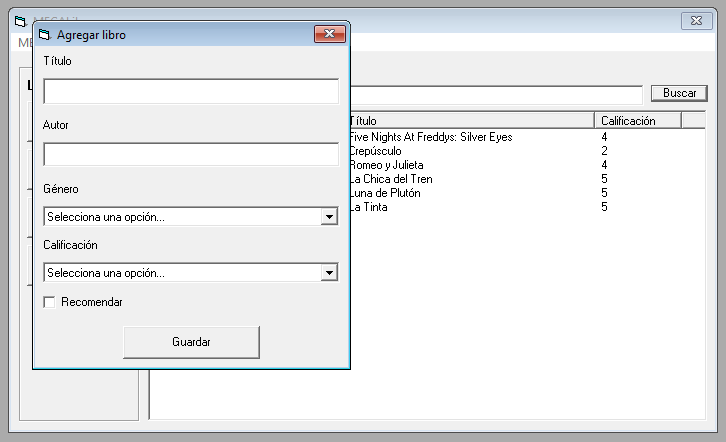 Agregar libro
Título
Autor
Género
Selecciona una opción...
Calificación
Selecciona una opción...
Recomendar
Guardar
Buscar
Título Calificación
Five Nights At Freddys: Silver Eyes 4
Crepúsculo 2
Romeo y Julieta 4
La Chica del Tren 5
Luna de Plutón 5
La Tinta 5